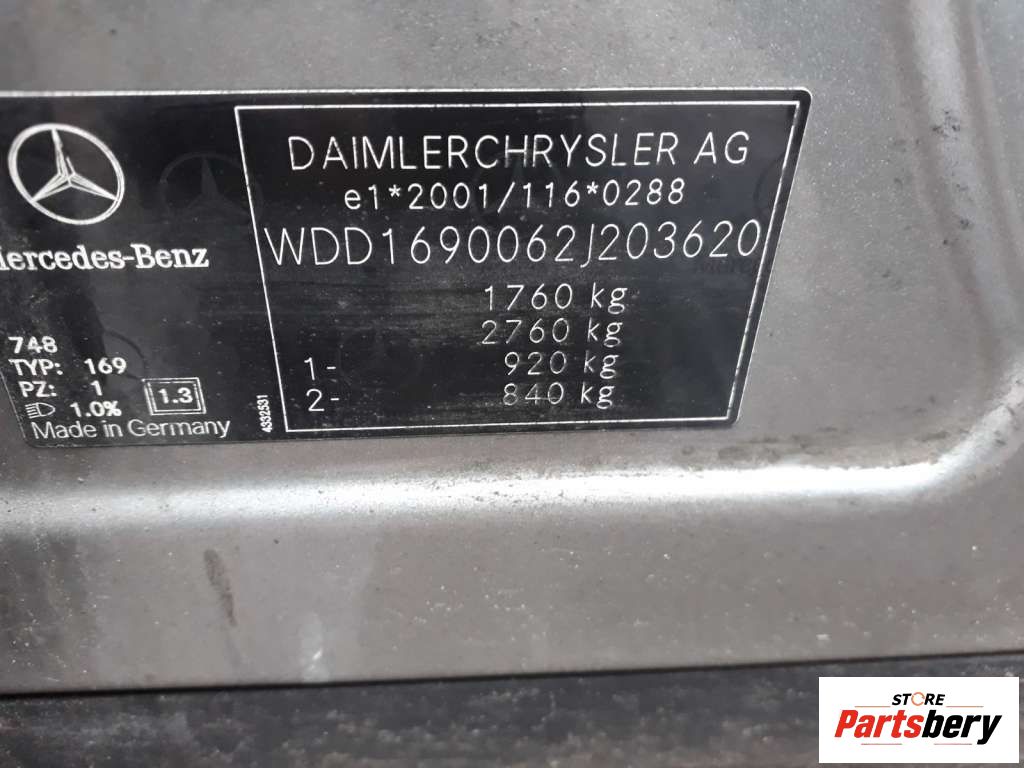 Mercedes-Benz
748
TYP: 169
PZ: 1
1.0%
1.3
Made in Germany
4332531
DAIMLERCHRYSLER AG
e1*2001/116*0288
WDD1690062J203620
1760 kg
2760 kg
1- 920 kg
2- 840 kg
STORE
Partsbery